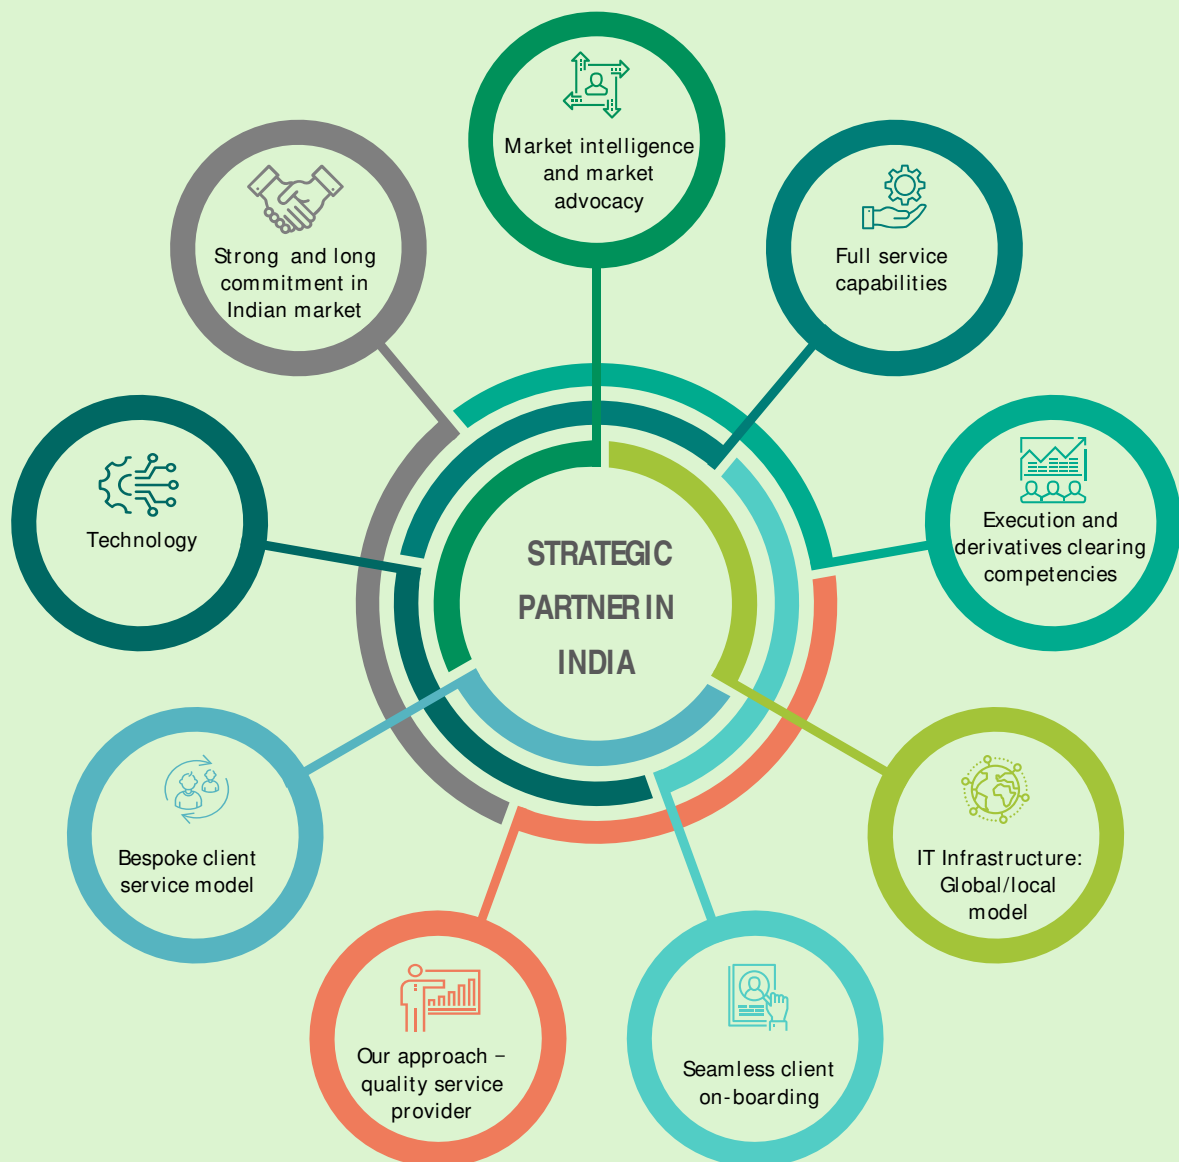 Market intelligence
and market
advocacy
Strong and long
commitment in
Indian market
Full service
capabilities
Technology
Execution and
derivatives clearing
competencies
STRATEGIC
PARTNER IN
INDIA
Bespoke client
service model
IT Infrastructure:
Global/local
model
Our approach –
quality service
provider
Seamless client
on-boarding